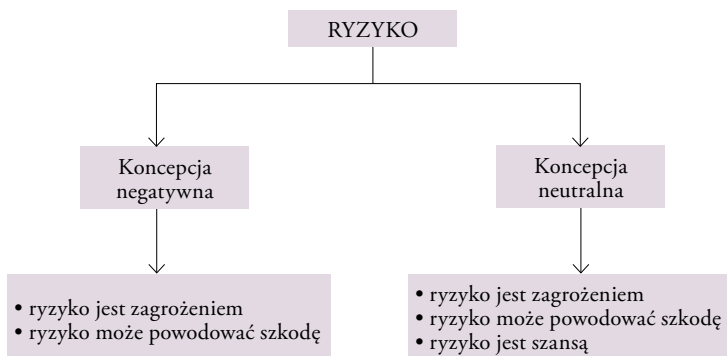 RYZYKO
Koncepcja
negatywna
Koncepcja
neutralna
• ryzyko jest zagrożeniem
• ryzyko może powodować szkodę
• ryzyko jest zagrożeniem
• ryzyko może powodować szkodę
• ryzyko jest szansą